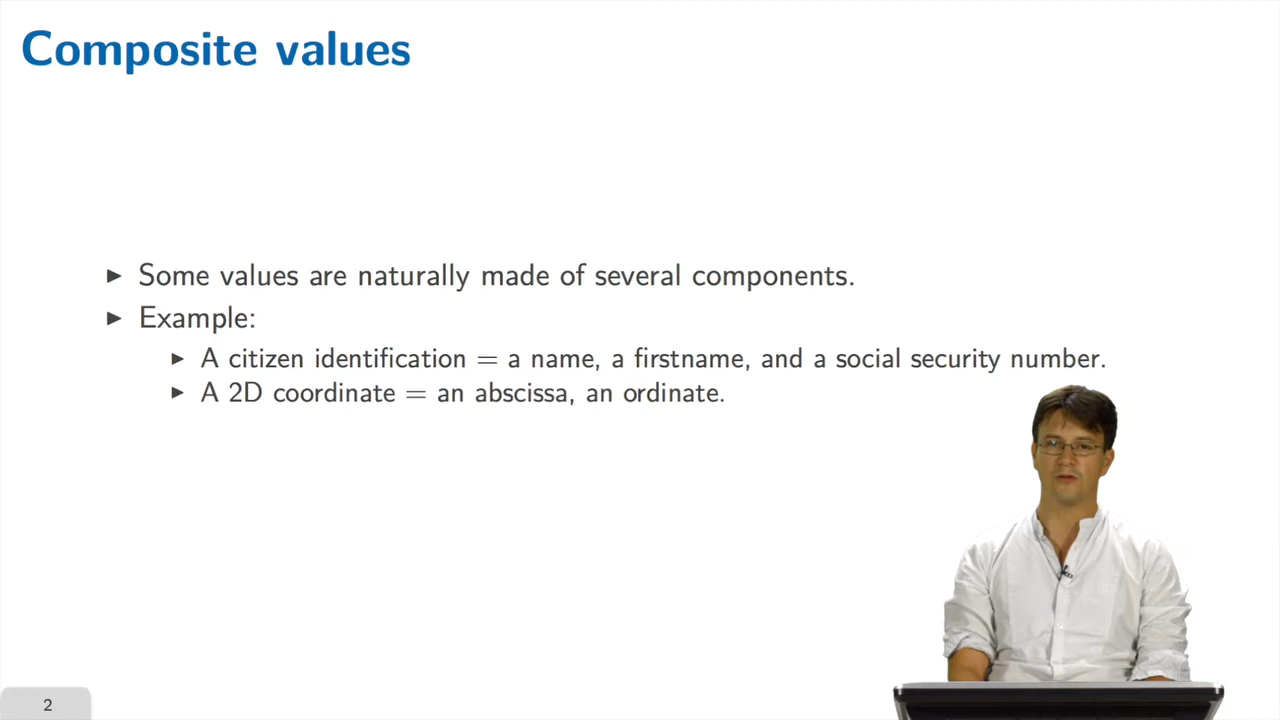 Composite values
▶ Some values are naturally made of several components.
▶ Example:
▶ A citizen identification = a name, a firstname, and a social security number.
▶ A 2D coordinate = an abscissa, an ordinate.
2